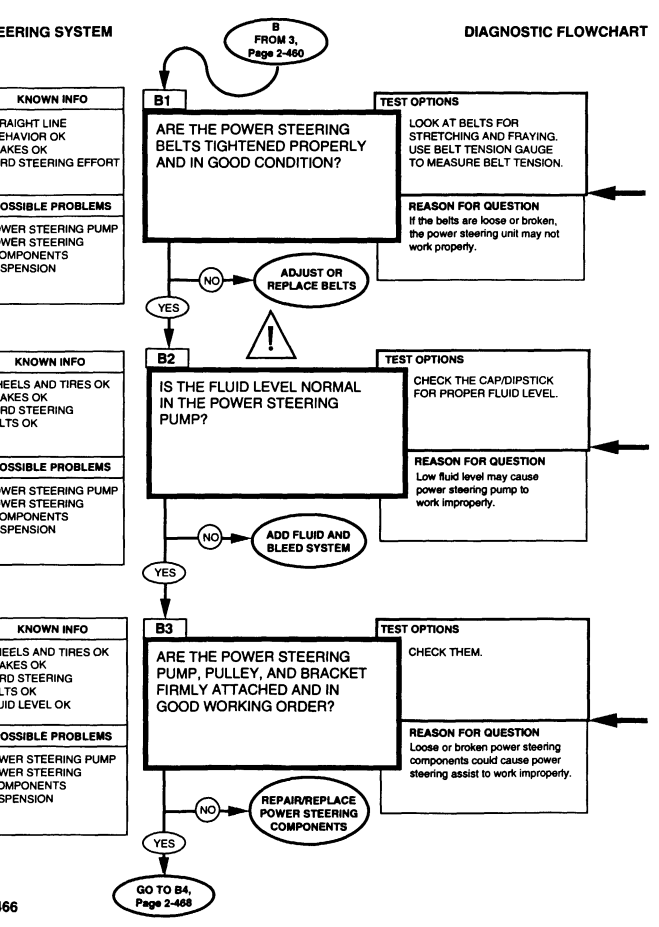 EERING SYSTEM
B
FROM 3,
Page 2-460
DIAGNOSTIC FLOWCHART
KNOWN INFO
RAIGHT LINE
EHAVIOR OK
AKES OK
RD STEERING EFFORT
OSSIBLE PROBLEMS
OWER STEERING PUMP
OWER STEERING
OMPONENTS
SPENSION
B1
ARE THE POWER STEERING
BELTS TIGHTENED PROPERLY
AND IN GOOD CONDITION?
TEST OPTIONS
LOOK AT BELTS FOR
STRETCHING AND FRAYING.
USE BELT TENSION GAUGE
TO MEASURE BELT TENSION.
REASON FOR QUESTION
If the belts are loose or broken,
the power steering unit may not
work properly.
NO
ADJUST OR
REPLACE BELTS
YES
!
KNOWN INFO
HEELS AND TIRES OK
AKES OK
RD STEERING
LTS OK
OSSIBLE PROBLEMS
OWER STEERING PUMP
OWER STEERING
OMPONENTS
SPENSION
B2
IS THE FLUID LEVEL NORMAL
IN THE POWER STEERING
PUMP?
TEST OPTIONS
CHECK THE CAP/DIPSTICK
FOR PROPER FLUID LEVEL.
REASON FOR QUESTION
Low fluid level may cause
power steering pump to
work improperly.
NO
ADD FLUID AND
BLEED SYSTEM
YES
KNOWN INFO
HEELS AND TIRES OK
AKES OK
RD STEERING
LTS OK
UID LEVEL OK
OSSIBLE PROBLEMS
OWER STEERING PUMP
OWER STEERING
OMPONENTS
SPENSION
B3
ARE THE POWER STEERING
PUMP, PULLEY, AND BRACKET
FIRMLY ATTACHED AND IN
GOOD WORKING ORDER?
TEST OPTIONS
CHECK THEM.
REASON FOR QUESTION
Loose or broken power steering
components could cause power
steering assist to work improperly.
NO
REPAIR/REPLACE
POWER STEERING
COMPONENTS
YES
GO TO B4,
Page 2-468
466